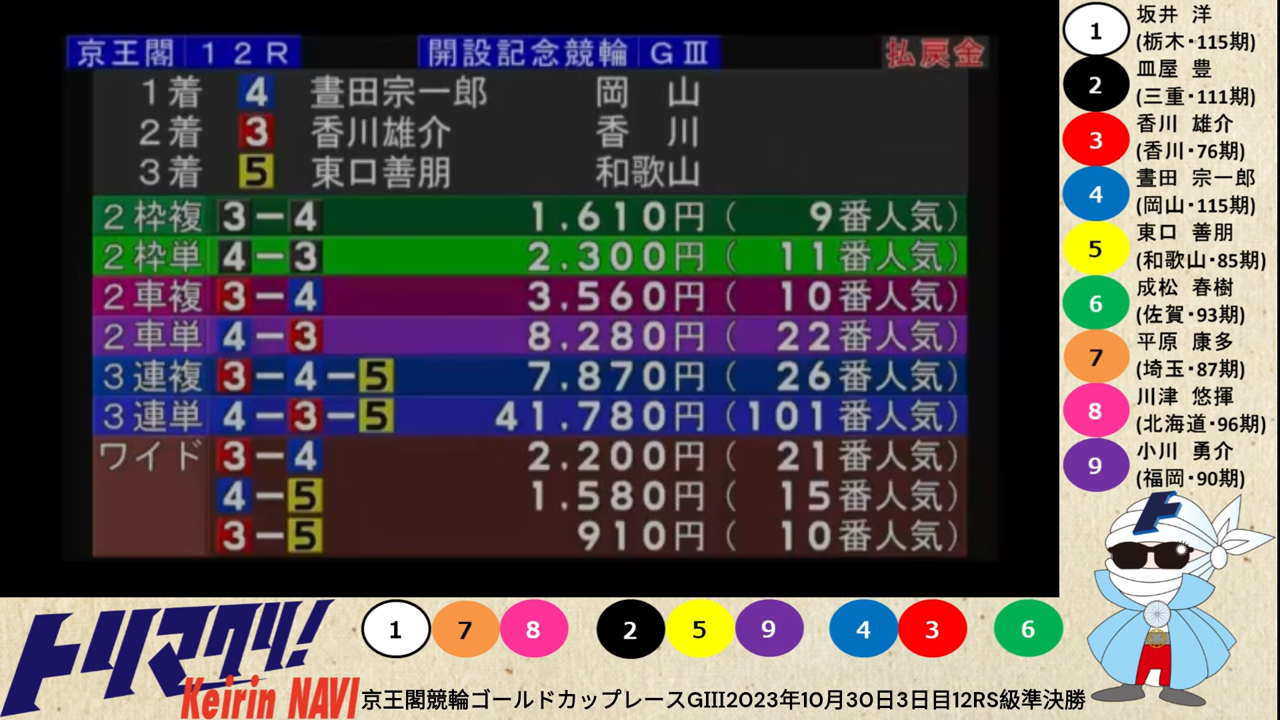 京王閣 12R 開設記念競輪 GⅢ 払戻金
1着 4 晝田宗一郎 岡 山
2着 3 香川雄介 香 川
3着 5 東口善朋 和歌山
2枠複 3-4 1,610円( 9番人気)
2枠単 4-3 2,300円( 11番人気)
2車複 3-4 3,560円( 10番人気)
2車単 4-3 8,280円( 22番人気)
3連複 3-4-5 7,870円( 26番人気)
3連単 4-3-5 41,780円(101番人気)
ワイド 3-4 2,200円( 21番人気)
4-5 1,580円( 15番人気)
3-5 910円( 10番人気)
1 坂井 洋
(栃木・115期)
2 皿屋 豊
(三重・111期)
3 香川 雄介
(香川・76期)
4 晝田 宗一郎
(岡山・115期)
5 東口 善朋
(和歌山・85期)
6 成松 春樹
(佐賀・93期)
7 平原 康多
(埼玉・87期)
8 川津 悠揮
(北海道・96期)
9 小川 勇介
(福岡・90期)
ト
トリマクリ!
Keirin NAVI
1 7 8 2 5 9 4 3 6
京王閣競輪ゴールドカップレースGIII2023年10月30日3日目12RS級準決勝